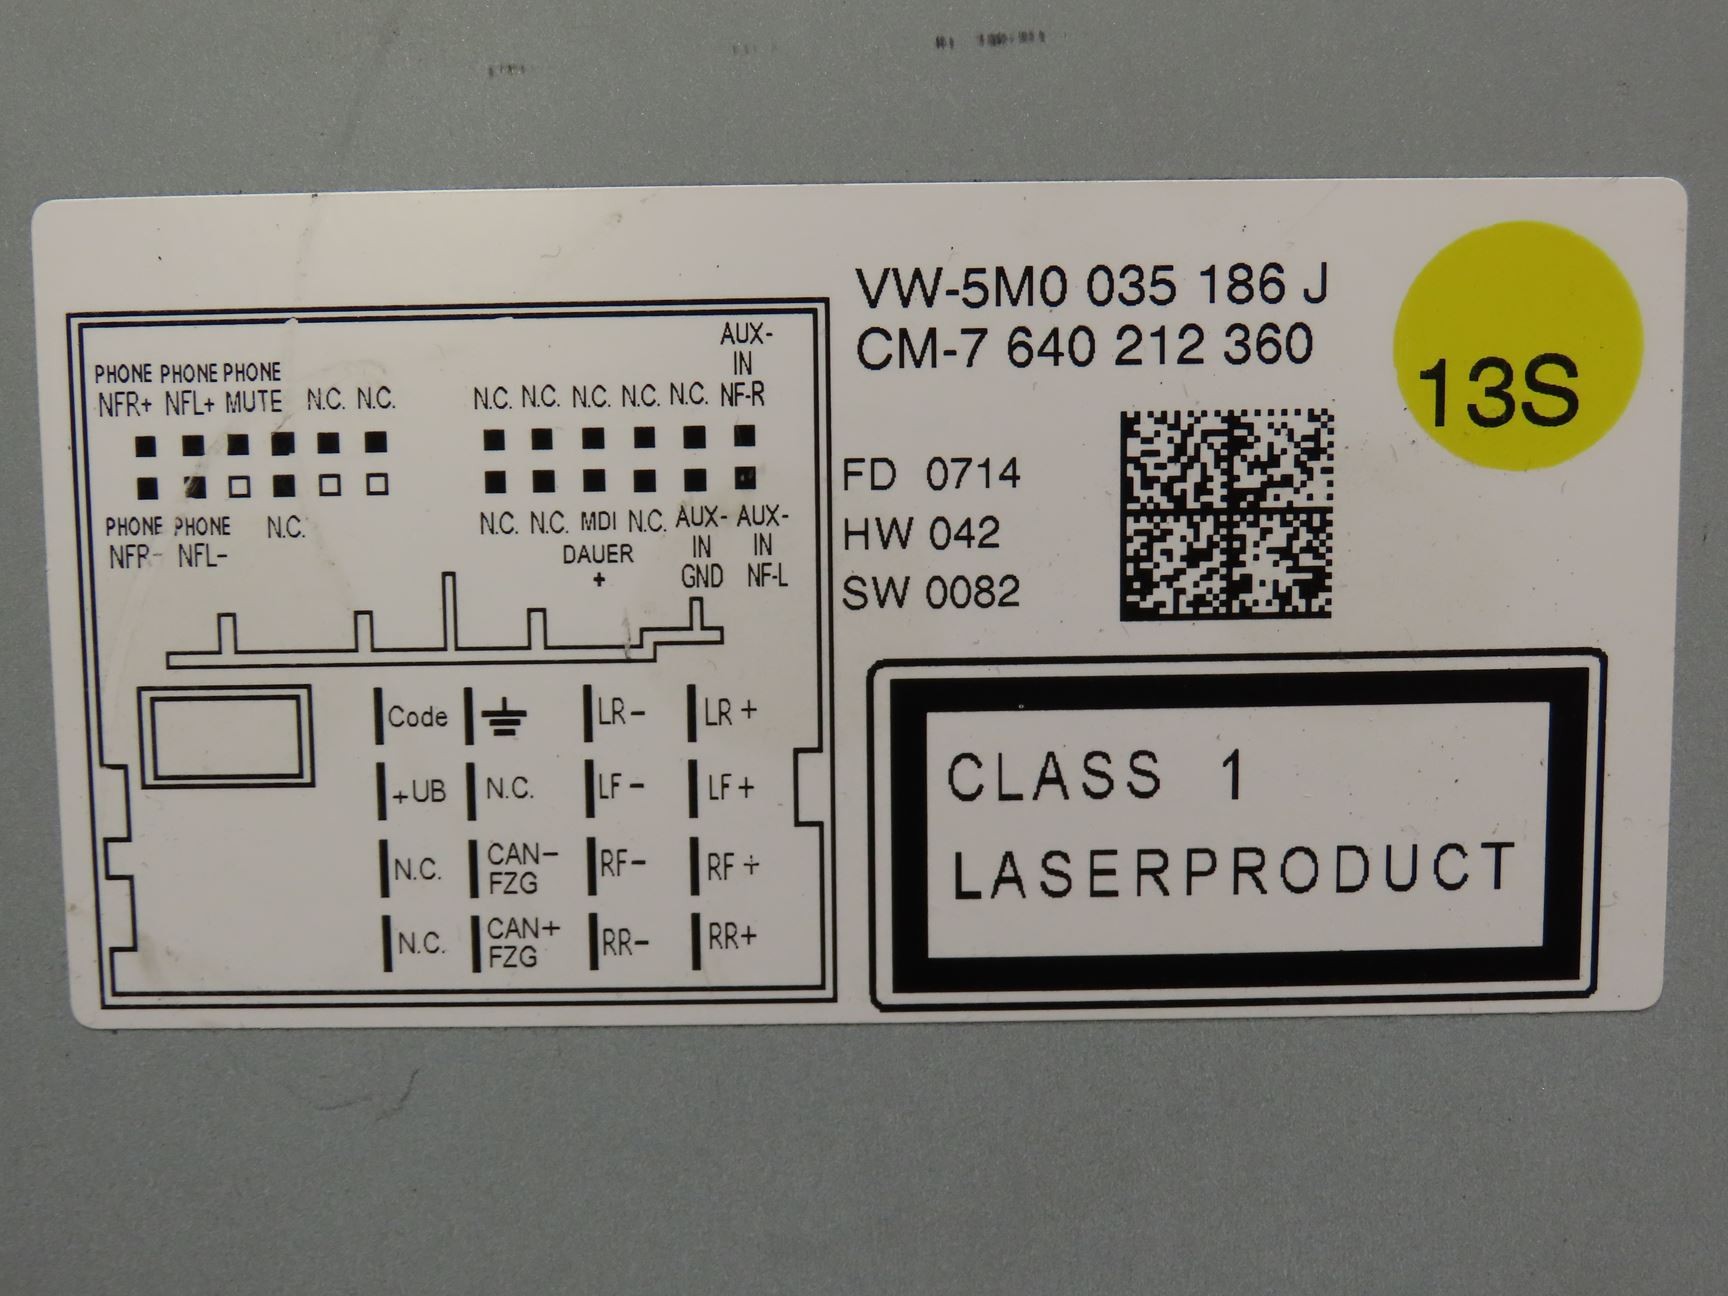 VW-5M0 035 186 J
CM-7 640 212 360
13S
AUX-
IN
PHONE PHONE PHONE
NFR+ NFL+ MUTE N.C. N.C.
N.C. N.C. N.C. N.C. N.C. NF-R
PHONE PHONE N.C.
NFR- NFL-
N.C. N.C. MDI N.C. AUX- AUX-
DAUER IN IN
+ GND NF-L
FD 0714
HW 042
SW 0082
Code LR- LR+
+UB N.C. LF- LF+
N.C. CAN- FZG RF- RF+
N.C. CAN+ FZG RR- RR+
CLASS 1
LASERPRODUCT